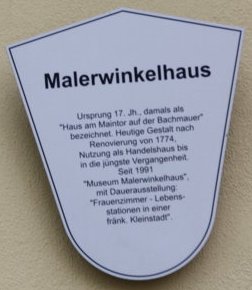 Malerwinkelhaus
Ursprung 17. Jh., damals als
"Haus am Maintor auf der Bachmauer"
bezeichnet. Heutige Gestalt nach
Renovierung von 1774,
Nutzung als Handelshaus bis
in die jüngste Vergangenheit.
Seit 1991
"Museum Malerwinkelhaus",
mit Dauerausstellung:
"Frauenzimmer - Lebens-
stationen in einer
fränk. Kleinstadt".